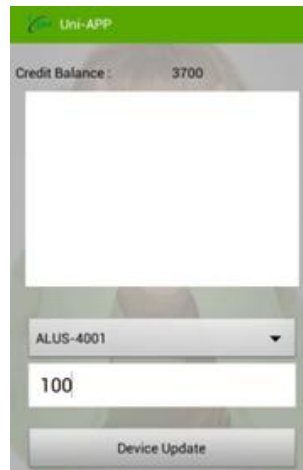 Uni-APP
Credit Balance : 3700
ALUS-4001
100
Device Update